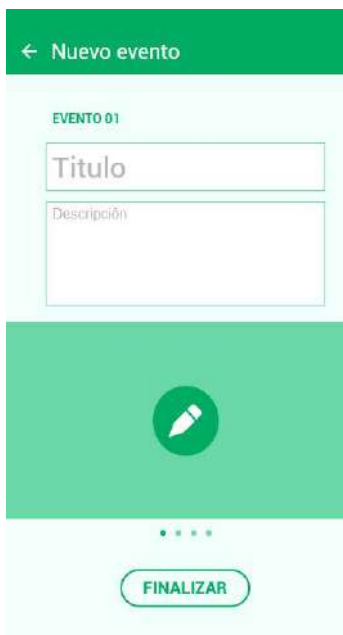 Nuevo evento
EVENTO 01
Titulo
Descripción
FINALIZAR